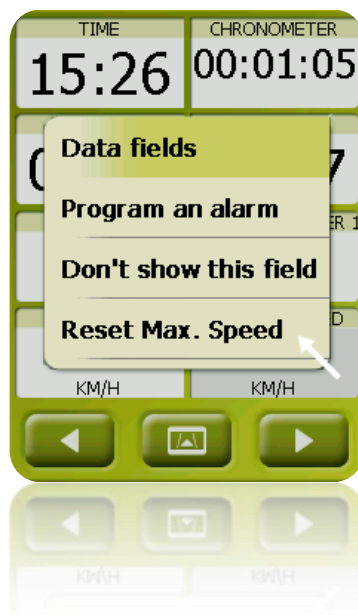 TIME CHRONOMETER
15:26 00:01:05
Data fields
Program an alarm
Don't show this field
Reset Max. Speed
KM/H KM/H